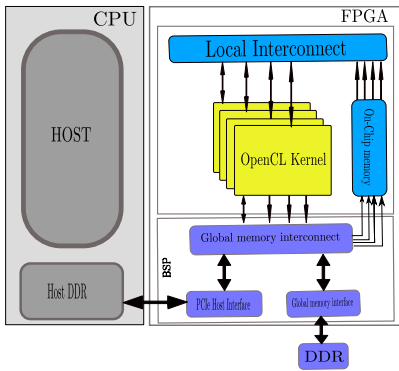 CPU
FPGA
Local Interconnect
HOST
OpenCL Kernel
On-Chip memory
Global memory interconnect
BSP
Host DDR
PCIe Host Interface
Global memory interface
DDR